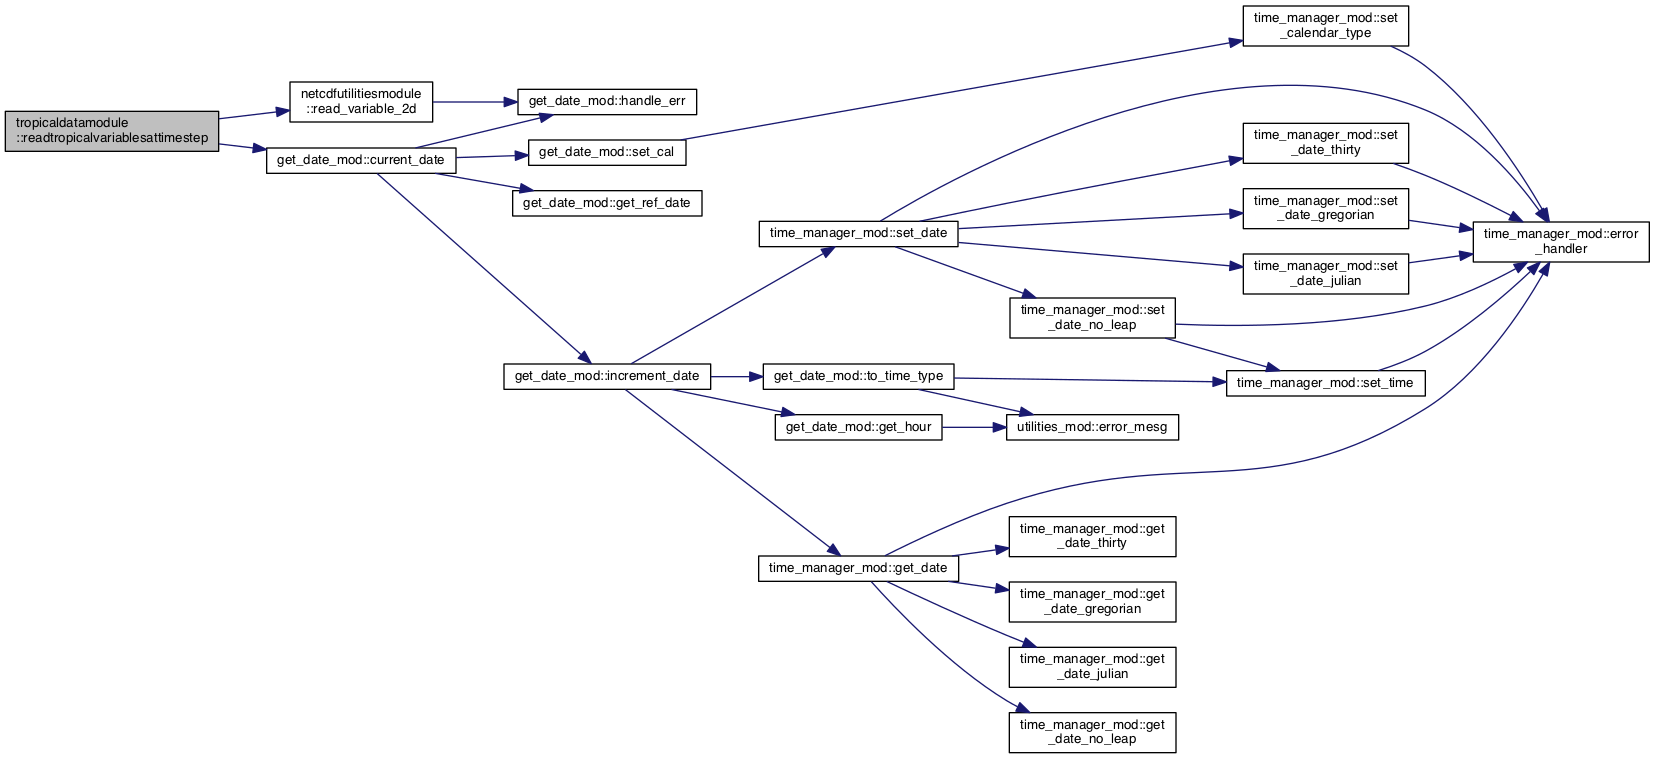 tropicaldatamodule
::readtropicalvariablesattimestep
netcdfutilitiesmodule
::read_variable_2d
get_date_mod::current_date
get_date_mod::handle_err
get_date_mod::set_cal
get_date_mod::get_ref_date
get_date_mod::increment_date
time_manager_mod::set_date
get_date_mod::to_time_type
get_date_mod::get_hour
time_manager_mod::get_date
time_manager_mod::set
_date_no_leap
utilities_mod::error_mesg
time_manager_mod::get
_date_thirty
time_manager_mod::get
_date_gregorian
time_manager_mod::get
_date_julian
time_manager_mod::get
_date_no_leap
time_manager_mod::set
_calendar_type
time_manager_mod::set
_date_thirty
time_manager_mod::set
_date_gregorian
time_manager_mod::set
_date_julian
time_manager_mod::set_time
time_manager_mod::error
_handler